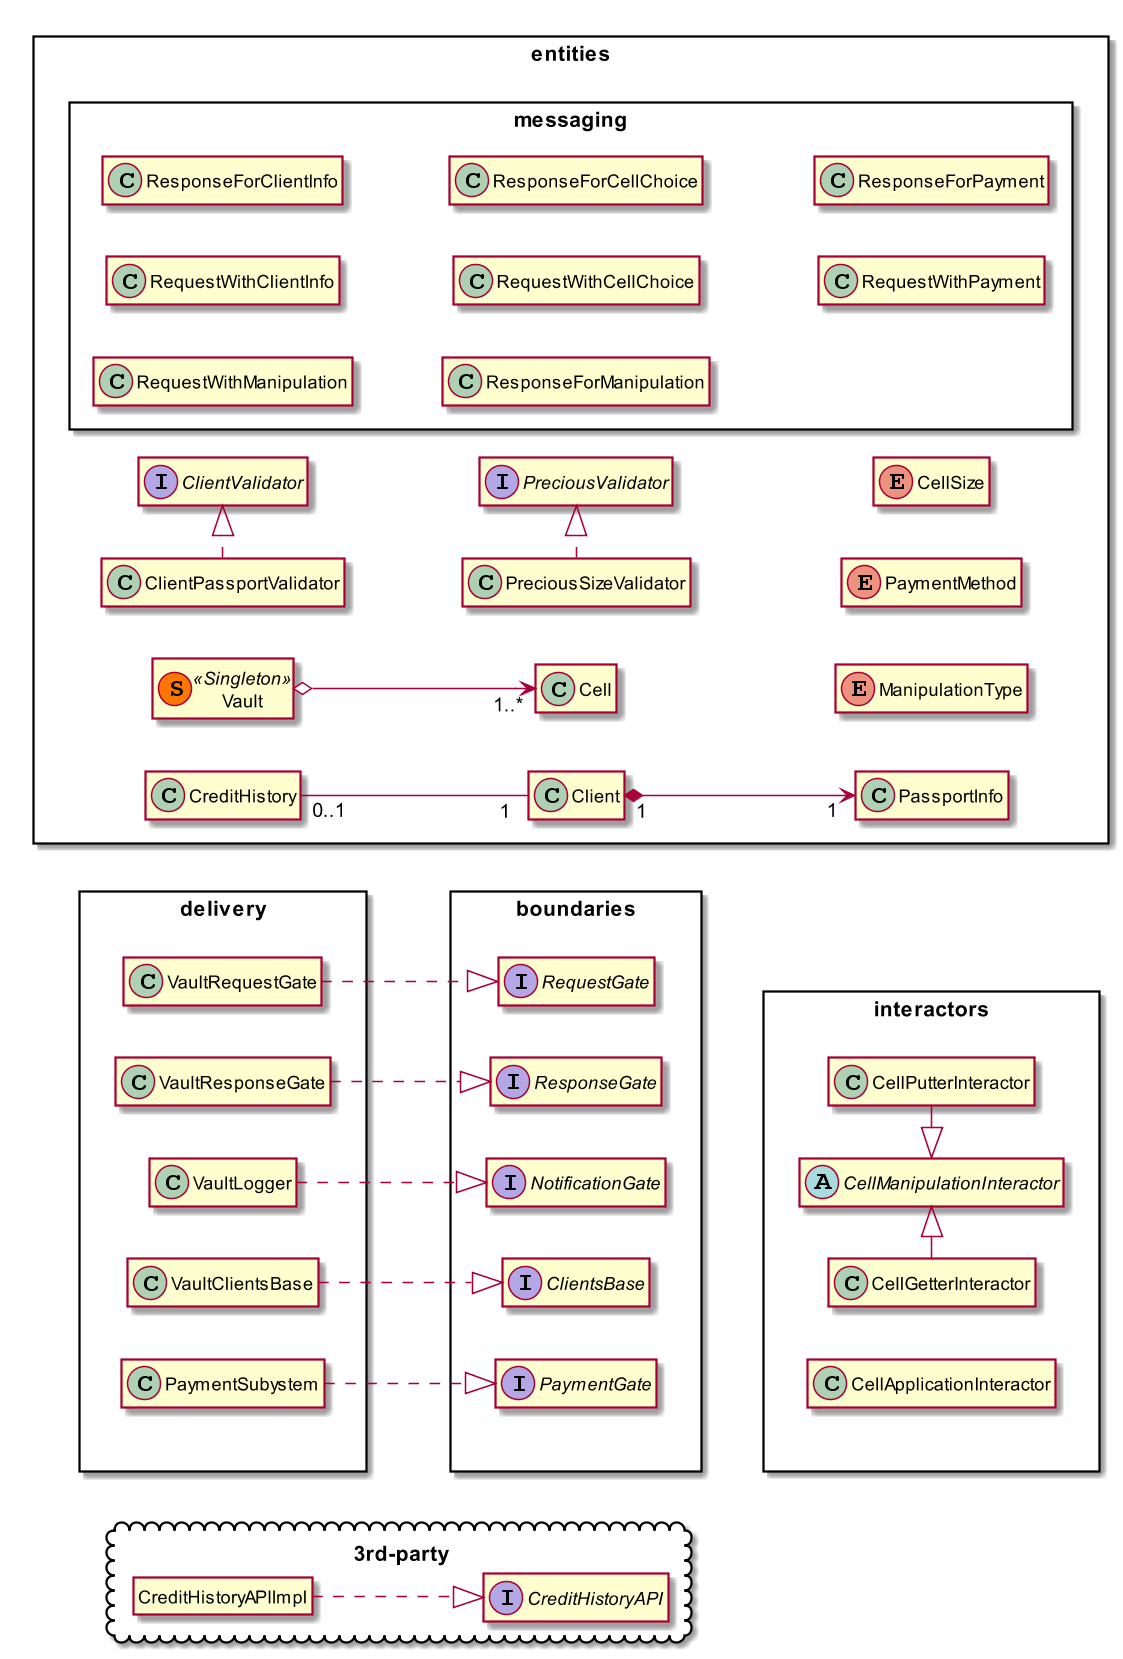 entities
messaging
C ResponseForClientInfo
C ResponseForCellChoice
C ResponseForPayment
C RequestWithClientInfo
C RequestWithCellChoice
C RequestWithPayment
C RequestWithManipulation
C ResponseForManipulation
I ClientValidator
I PreciousValidator
E CellSize
C ClientPassportValidator
C PreciousSizeValidator
E PaymentMethod
S «Singleton»
Vault
1..*
C Cell
E ManipulationType
C CreditHistory
0..1
1
C Client
1
1
C PassportInfo
delivery
C VaultRequestGate
C VaultResponseGate
C VaultLogger
C VaultClientsBase
C PaymentSubystem
boundaries
I RequestGate
I ResponseGate
I NotificationGate
I ClientsBase
I PaymentGate
interactors
C CellPutterInteractor
A CellManipulationInteractor
C CellGetterInteractor
C CellApplicationInteractor
3rd-party
CreditHistoryAPIImpl
I CreditHistoryAPI